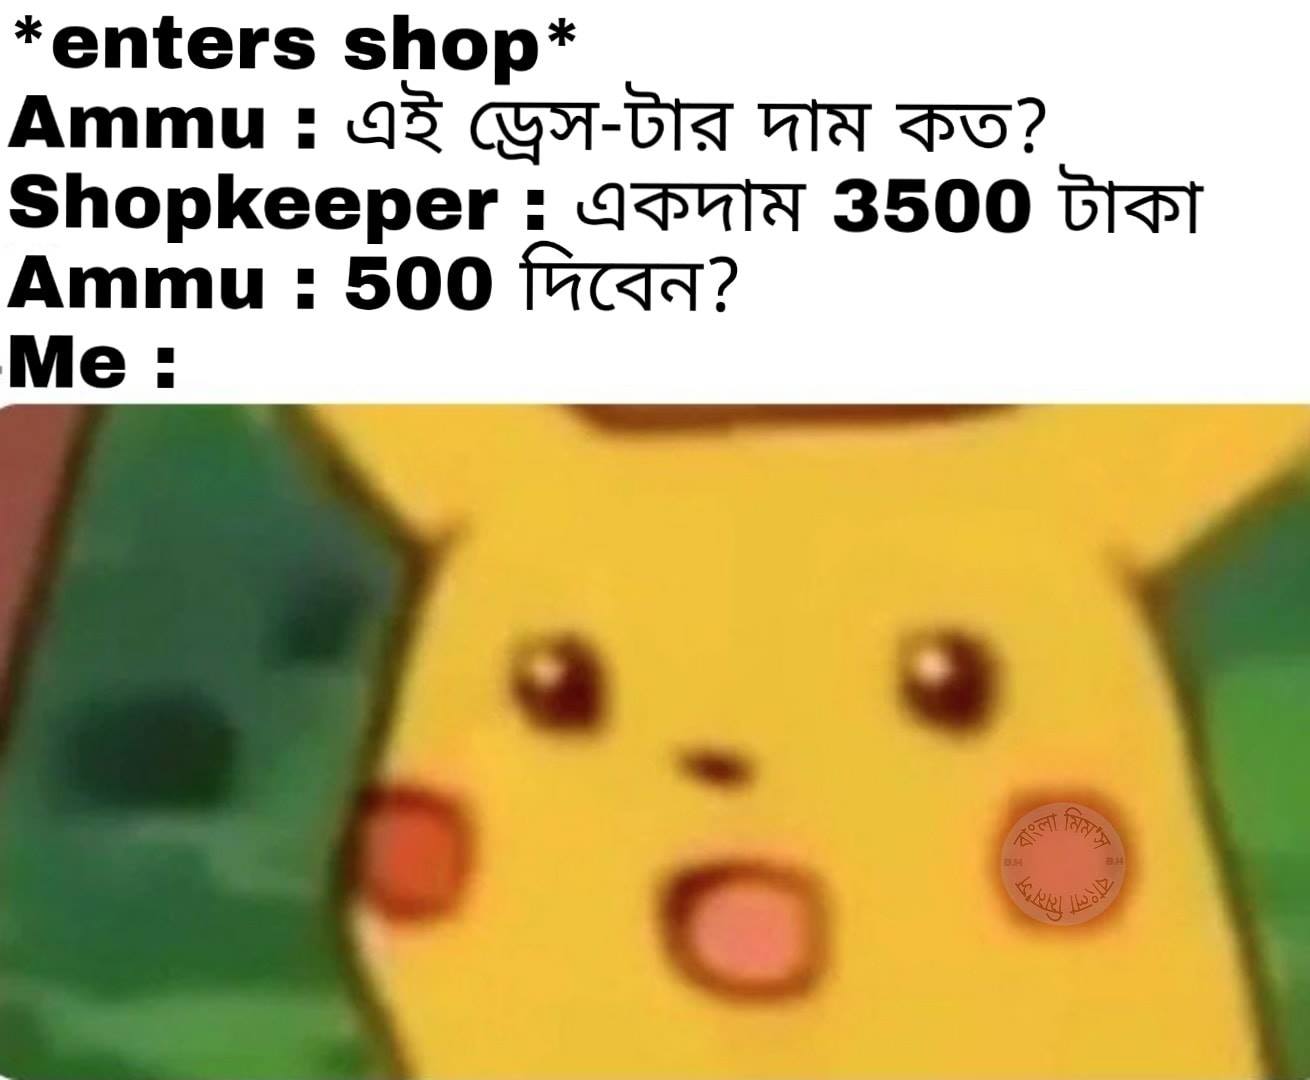 *enters shop*
Ammu : এই ড্রেস-টার দাম কত?
Shopkeeper : একদাম 3500 টাকা
Ammu : 500 দিবেন?
Me :
বাংলা মিম'স
B.M B.M
বাংলা মিম'স